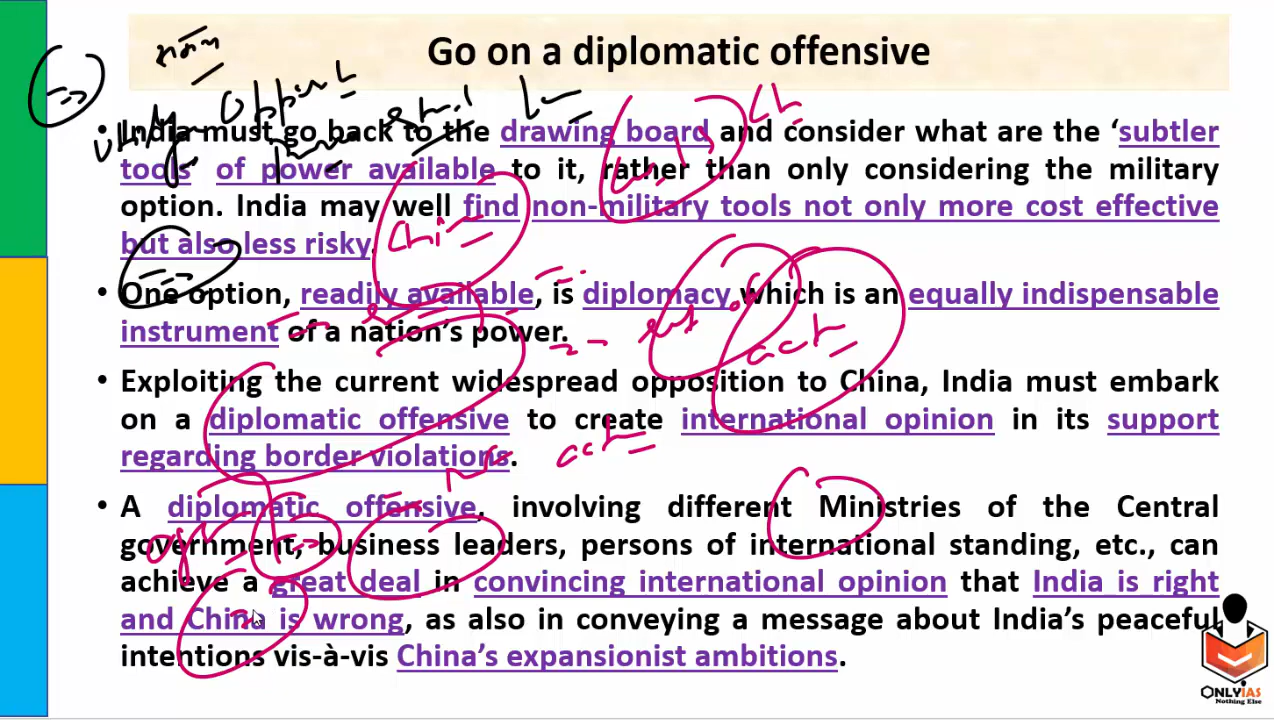 Go on a diplomatic offensive
• India must go back to the drawing board and consider what are the ‘subtler
tools’ of power available to it, rather than only considering the military
option. India may well find non-military tools not only more cost effective
but also less risky.
• One option, readily available, is diplomacy which is an equally indispensable
instrument of a nation’s power.
• Exploiting the current widespread opposition to China, India must embark
on a diplomatic offensive to create international opinion in its support
regarding border violations.
• A diplomatic offensive, involving different Ministries of the Central
government, business leaders, persons of international standing, etc., can
achieve a great deal in convincing international opinion that India is right
and China is wrong, as also in conveying a message about India’s peaceful
intentions vis-à-vis China’s expansionist ambitions.
ONLYIAS
Nothing Else